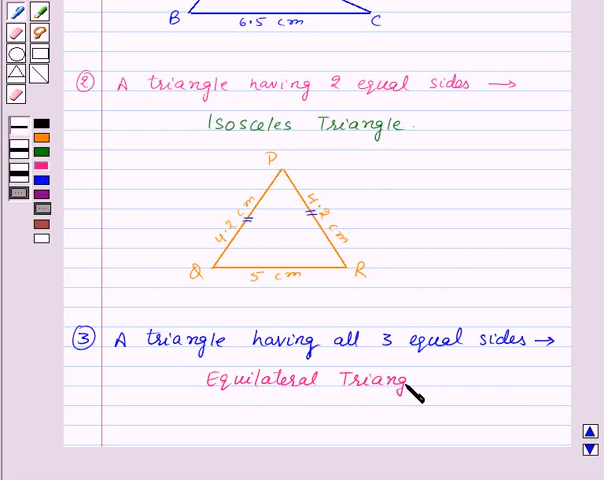 B 6.5 cm C
② A triangle having 2 equal sides →
Isosceles Triangle.
P
4.2 cm 4.2 cm
Q 5 cm R
③ A triangle having all 3 equal sides →
Equilateral Triang